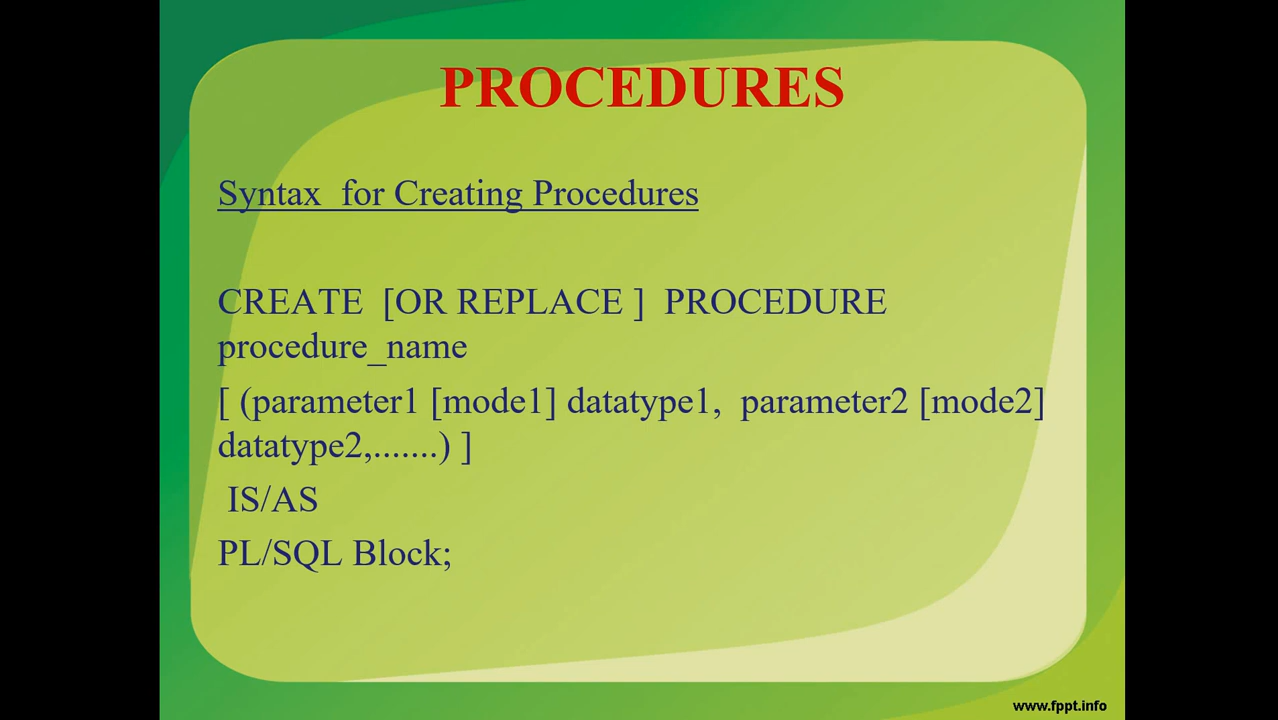 PROCEDURES
Syntax  for Creating Procedures
CREATE  [OR REPLACE ]  PROCEDURE
procedure_name
[ (parameter1 [mode1] datatype1,  parameter2 [mode2]
datatype2,.......) ]
IS/AS
PL/SQL Block;
www.fppt.info